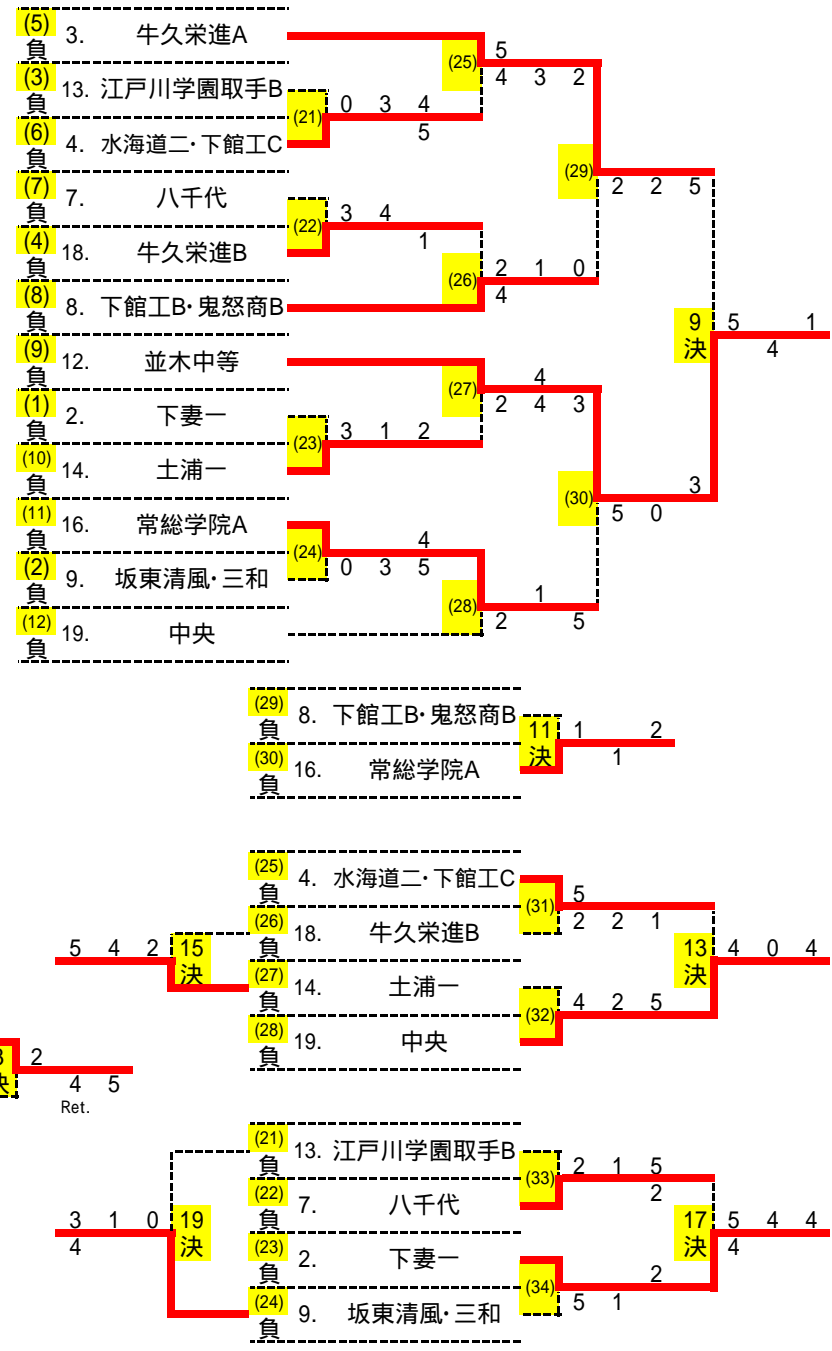 (5)負 3. 牛久栄進A
(25) 5
4 3 2
(3)負 13. 江戸川学園取手B
(21) 0 3 4
5
(6)負 4. 水海道二・下館工C
(29) 2 2 5
(7)負 7. 八千代
(22) 3 4
1
(4)負 18. 牛久栄進B
(26) 2 1 0
4
(8)負 8. 下館工B・鬼怒商B
9決 5 1
4
(9)負 12. 並木中等
(27) 4
2 4 3
(1)負 2. 下妻一
(23) 3 1 2
(10)負 14. 土浦一
(30) 3
5 0
(11)負 16. 常総学院A
(24) 4
0 3 5
(2)負 9. 坂東清風・三和
(28) 1
2 5
(12)負 19. 中央
(29)負 8. 下館工B・鬼怒商B
11決 1 2
1
(30)負 16. 常総学院A
(25)負 4. 水海道二・下館工C
(31) 5
2 2 1
(26)負 18. 牛久栄進B
5 4 2 15決
13決 4 0 4
(27)負 14. 土浦一
(32) 4 2 5
(28)負 19. 中央
2
4 5
Ret.
(21)負 13. 江戸川学園取手B
(33) 2 1 5
2
(22)負 7. 八千代
3 1 0 19決
4
17決 5 4 4
4
(23)負 2. 下妻一
(34) 2
5 1
(24)負 9. 坂東清風・三和